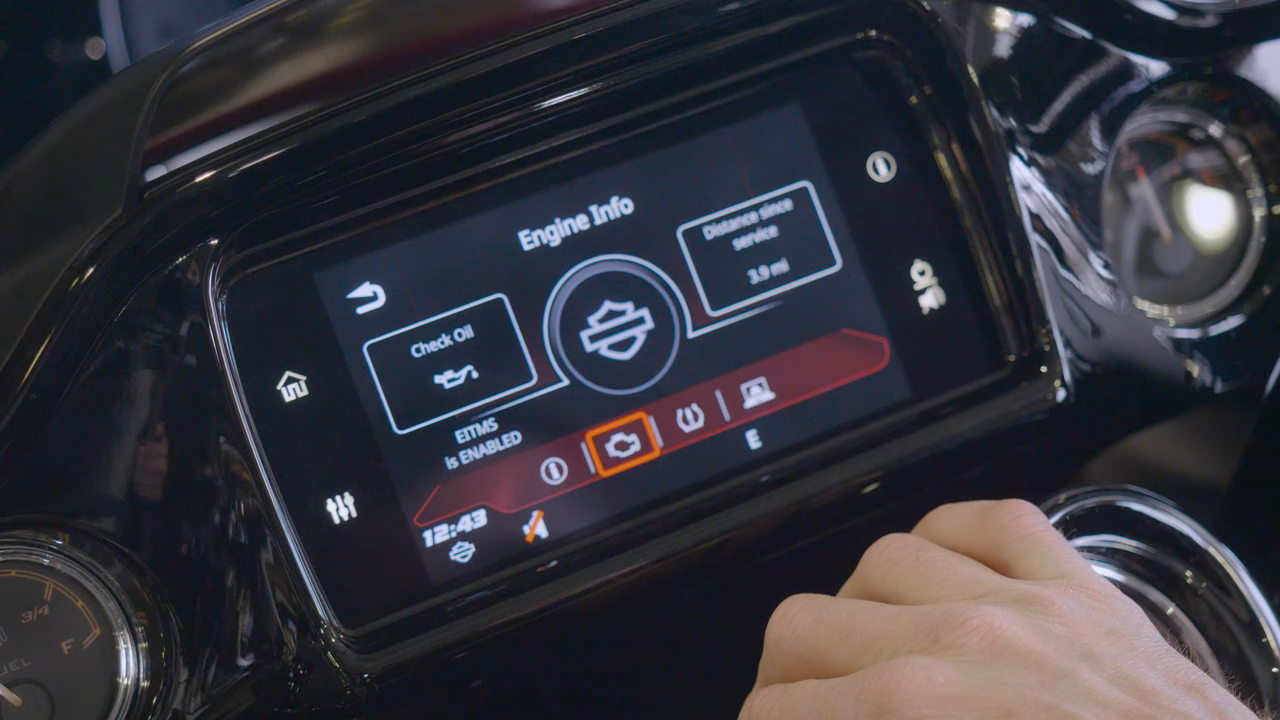 Engine Info
Distance since
service
3.9 mi
Check Oil
EITMS
is ENABLED
E
12:43
3/4
F
FUEL